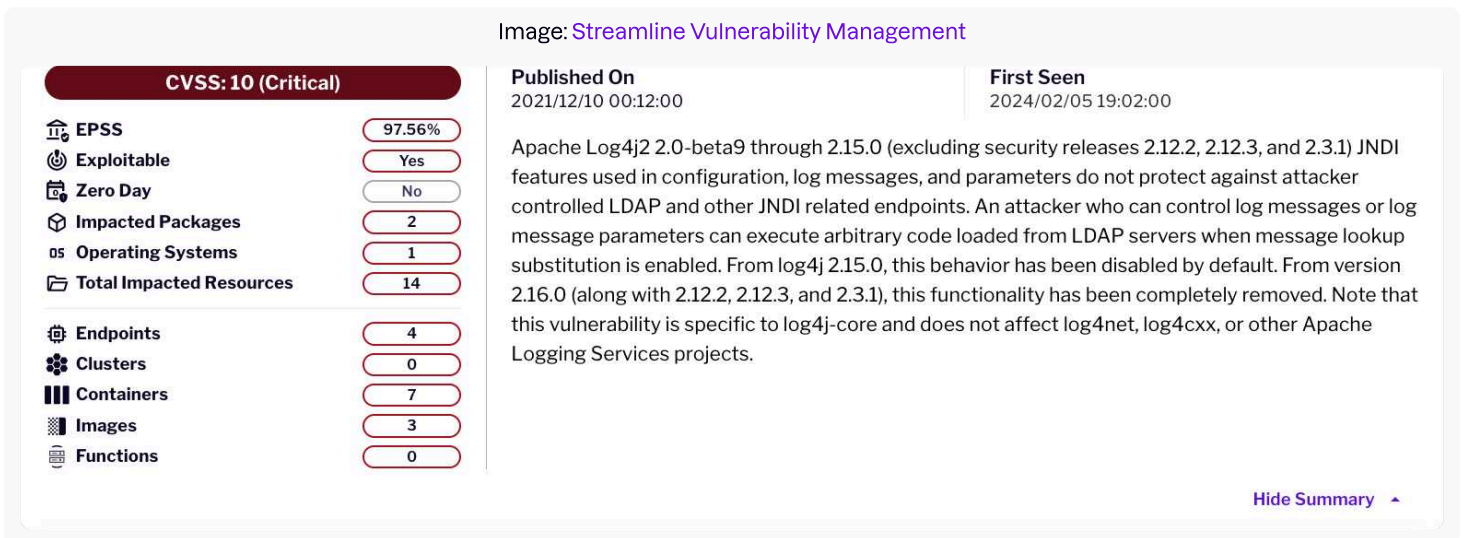 Image: Streamline Vulnerability Management
CVSS: 10 (Critical)
EPSS 97.56%
Exploitable Yes
Zero Day No
Impacted Packages 2
OS Operating Systems 1
Total Impacted Resources 14
Endpoints 4
Clusters 0
Containers 7
Images 3
Functions 0
Published On
2021/12/10 00:12:00
First Seen
2024/02/05 19:02:00
Apache Log4j2 2.0-beta9 through 2.15.0 (excluding security releases 2.12.2, 2.12.3, and 2.3.1) JNDI
features used in configuration, log messages, and parameters do not protect against attacker
controlled LDAP and other JNDI related endpoints. An attacker who can control log messages or log
message parameters can execute arbitrary code loaded from LDAP servers when message lookup
substitution is enabled. From log4j 2.15.0, this behavior has been disabled by default. From version
2.16.0 (along with 2.12.2, 2.12.3, and 2.3.1), this functionality has been completely removed. Note that
this vulnerability is specific to log4j-core and does not affect log4net, log4cxx, or other Apache
Logging Services projects.
Hide Summary